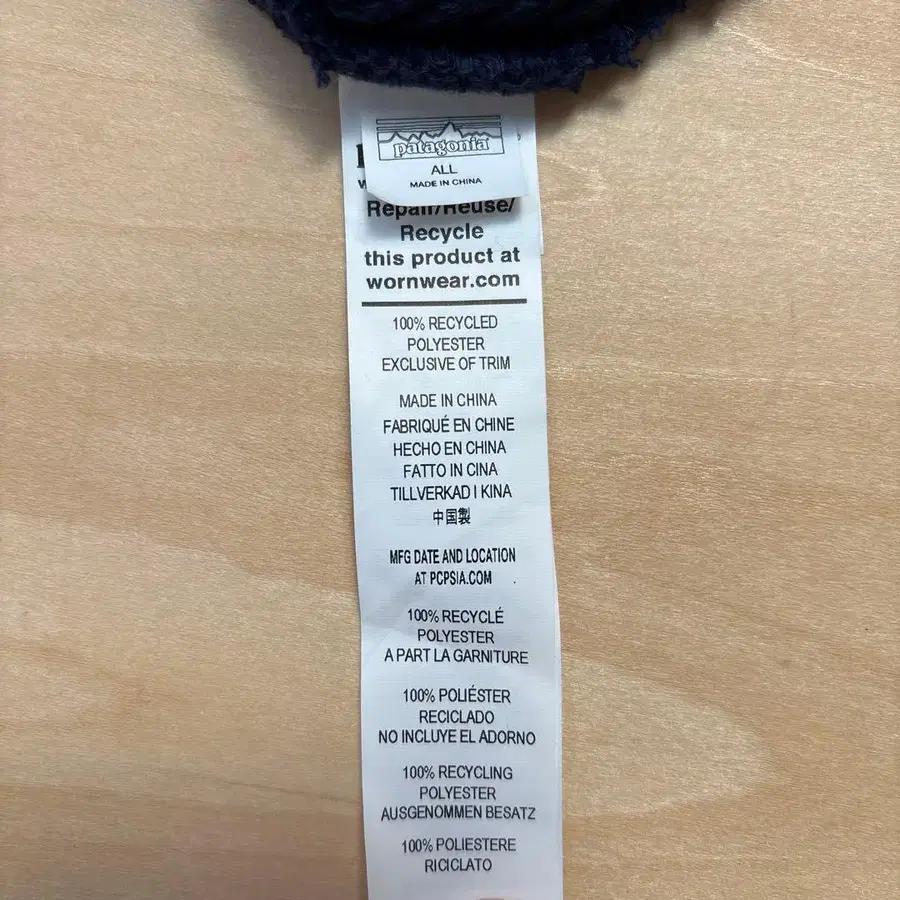 patagonia
ALL
MADE IN CHINA
Repair/Reuse/
Recycle
this product at
wornwear.com
100% RECYCLED
POLYESTER
EXCLUSIVE OF TRIM
MADE IN CHINA
FABRIQUÉ EN CHINE
HECHO EN CHINA
FATTO IN CINA
TILLVERKAD I KINA
中国製
MFG DATE AND LOCATION
AT PCPSIA.COM
100% RECYCLÉ
POLYESTER
A PART LA GARNITURE
100% POLIÉSTER
RECICLADO
NO INCLUYE EL ADORNO
100% RECYCLING
POLYESTER
AUSGENOMMEN BESATZ
100% POLIESTERE
RICICLATO